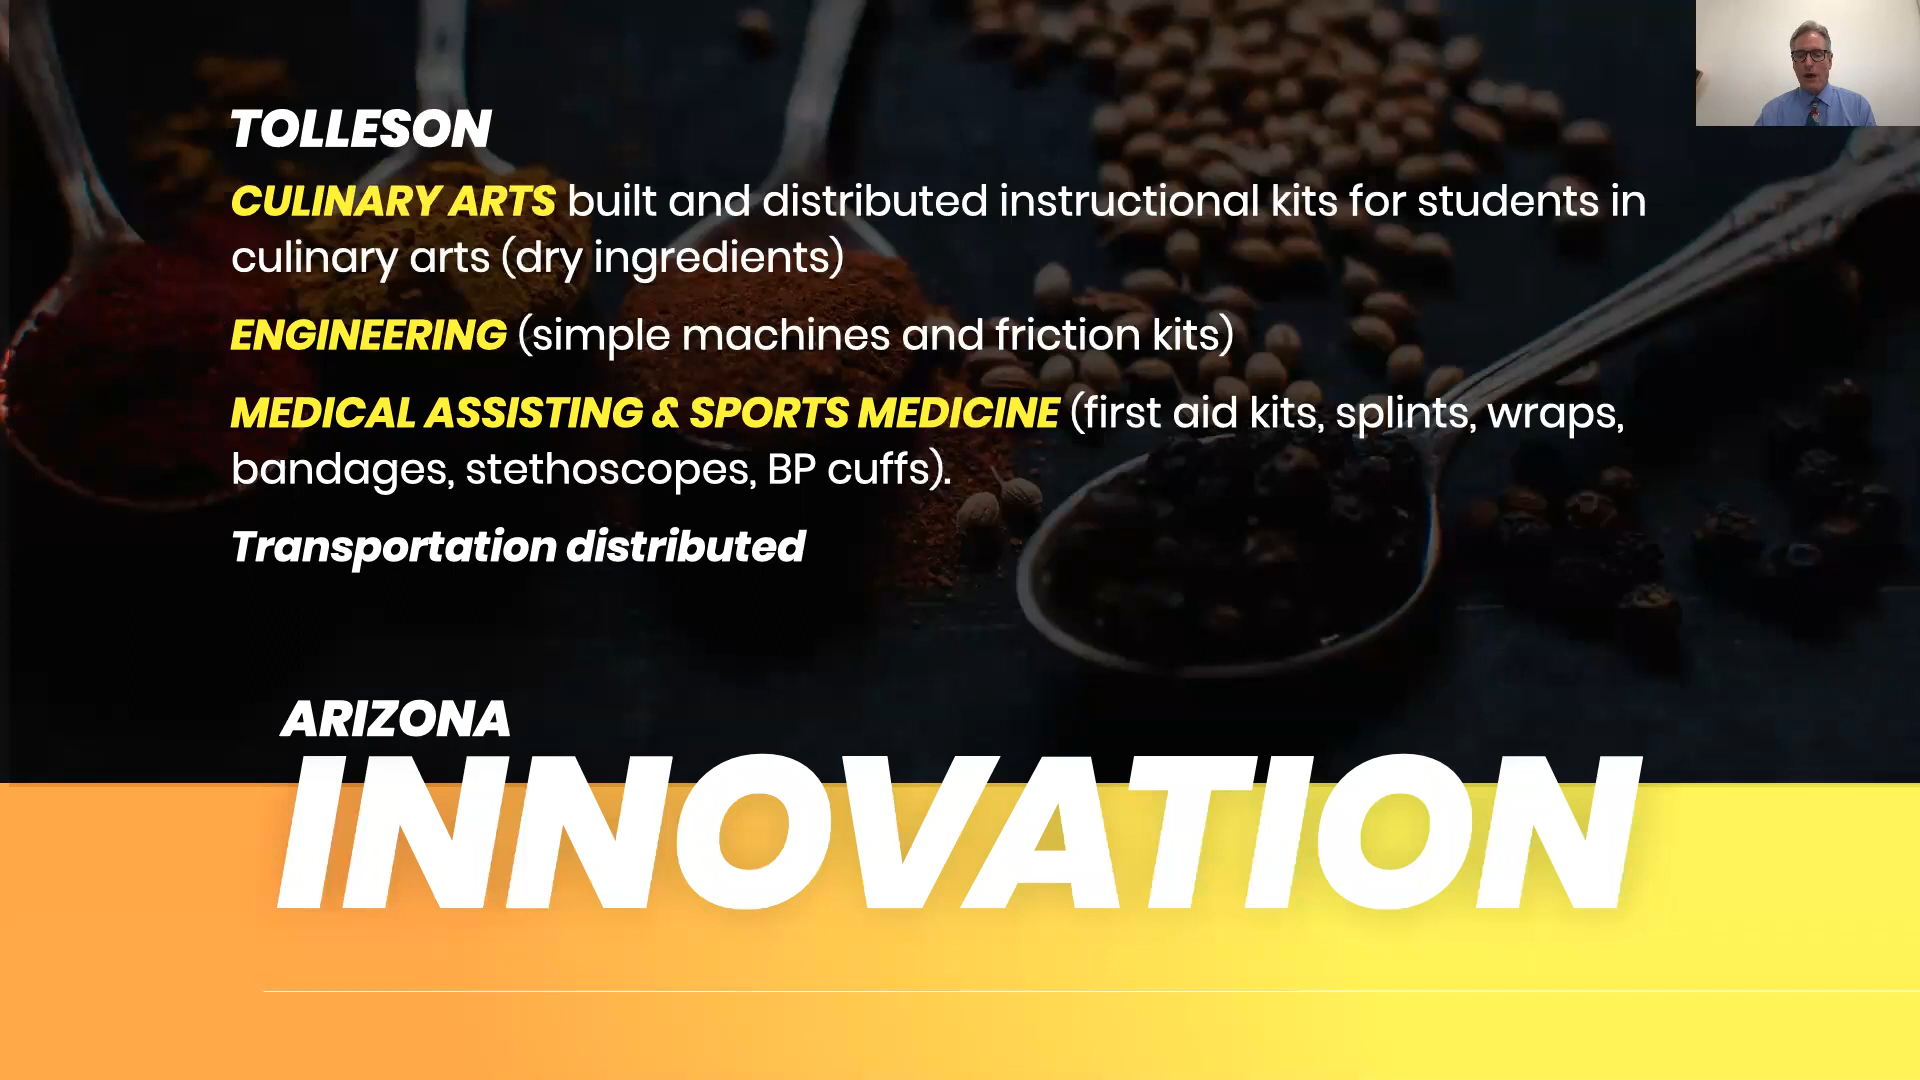 TOLLESON
CULINARY ARTS built and distributed instructional kits for students in
culinary arts (dry ingredients)
ENGINEERING (simple machines and friction kits)
MEDICAL ASSISTING & SPORTS MEDICINE (first aid kits, splints, wraps,
bandages, stethoscopes, BP cuffs).
Transportation distributed
ARIZONA
INNOVATION